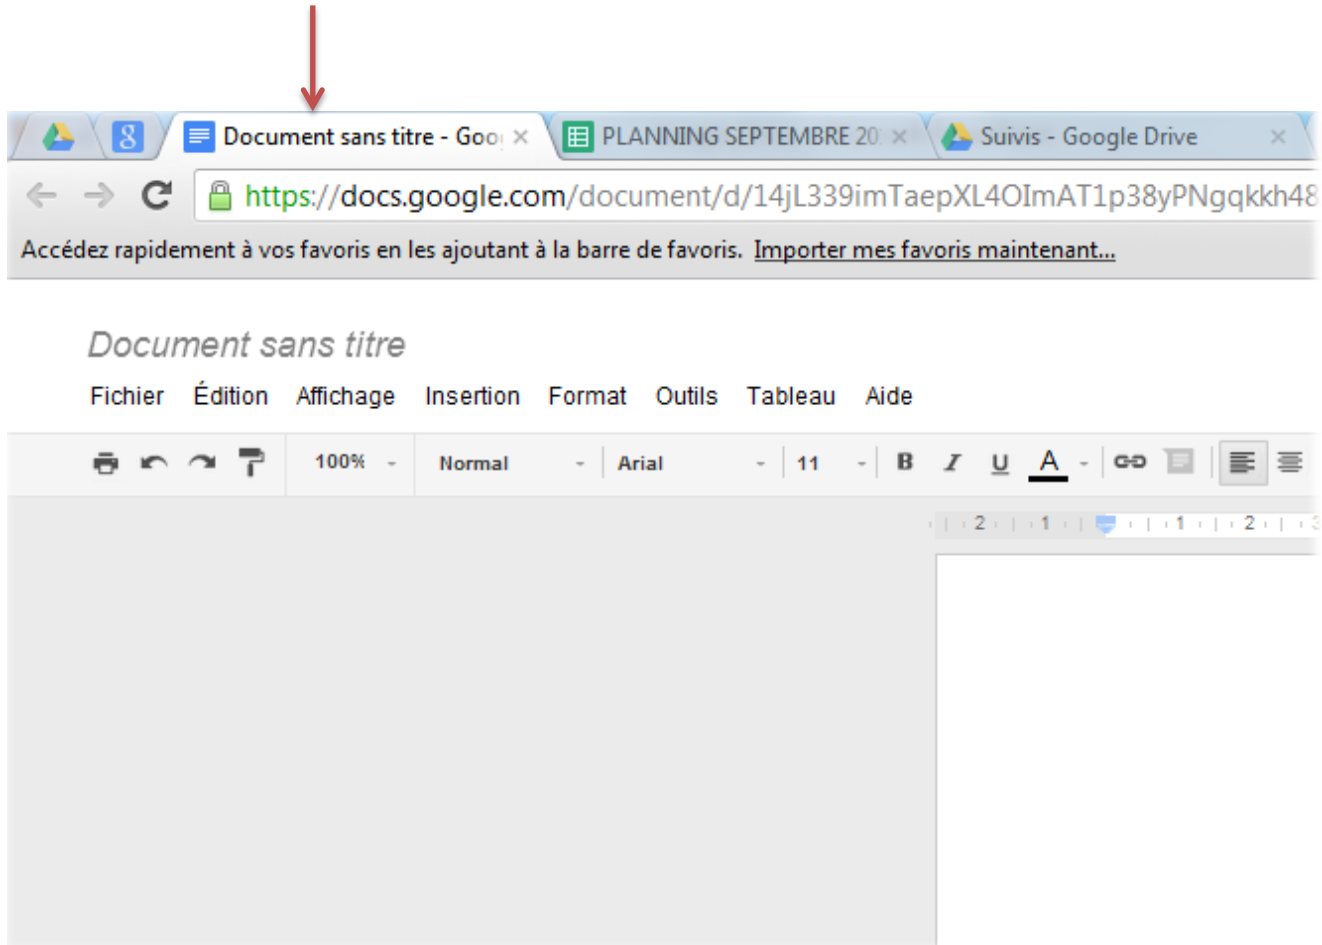 8 Document sans titre - Goo PLANNING SEPTEMBRE 20 Suivis - Google Drive
https://docs.google.com/document/d/14jL339imTaepXL4OImAT1p38yPNgqkkh48
Accédez rapidement à vos favoris en les ajoutant à la barre de favoris. Importer mes favoris maintenant...
Document sans titre
Fichier Édition Affichage Insertion Format Outils Tableau Aide
100% Normal Arial 11 B I U A
2 1 1 2 3